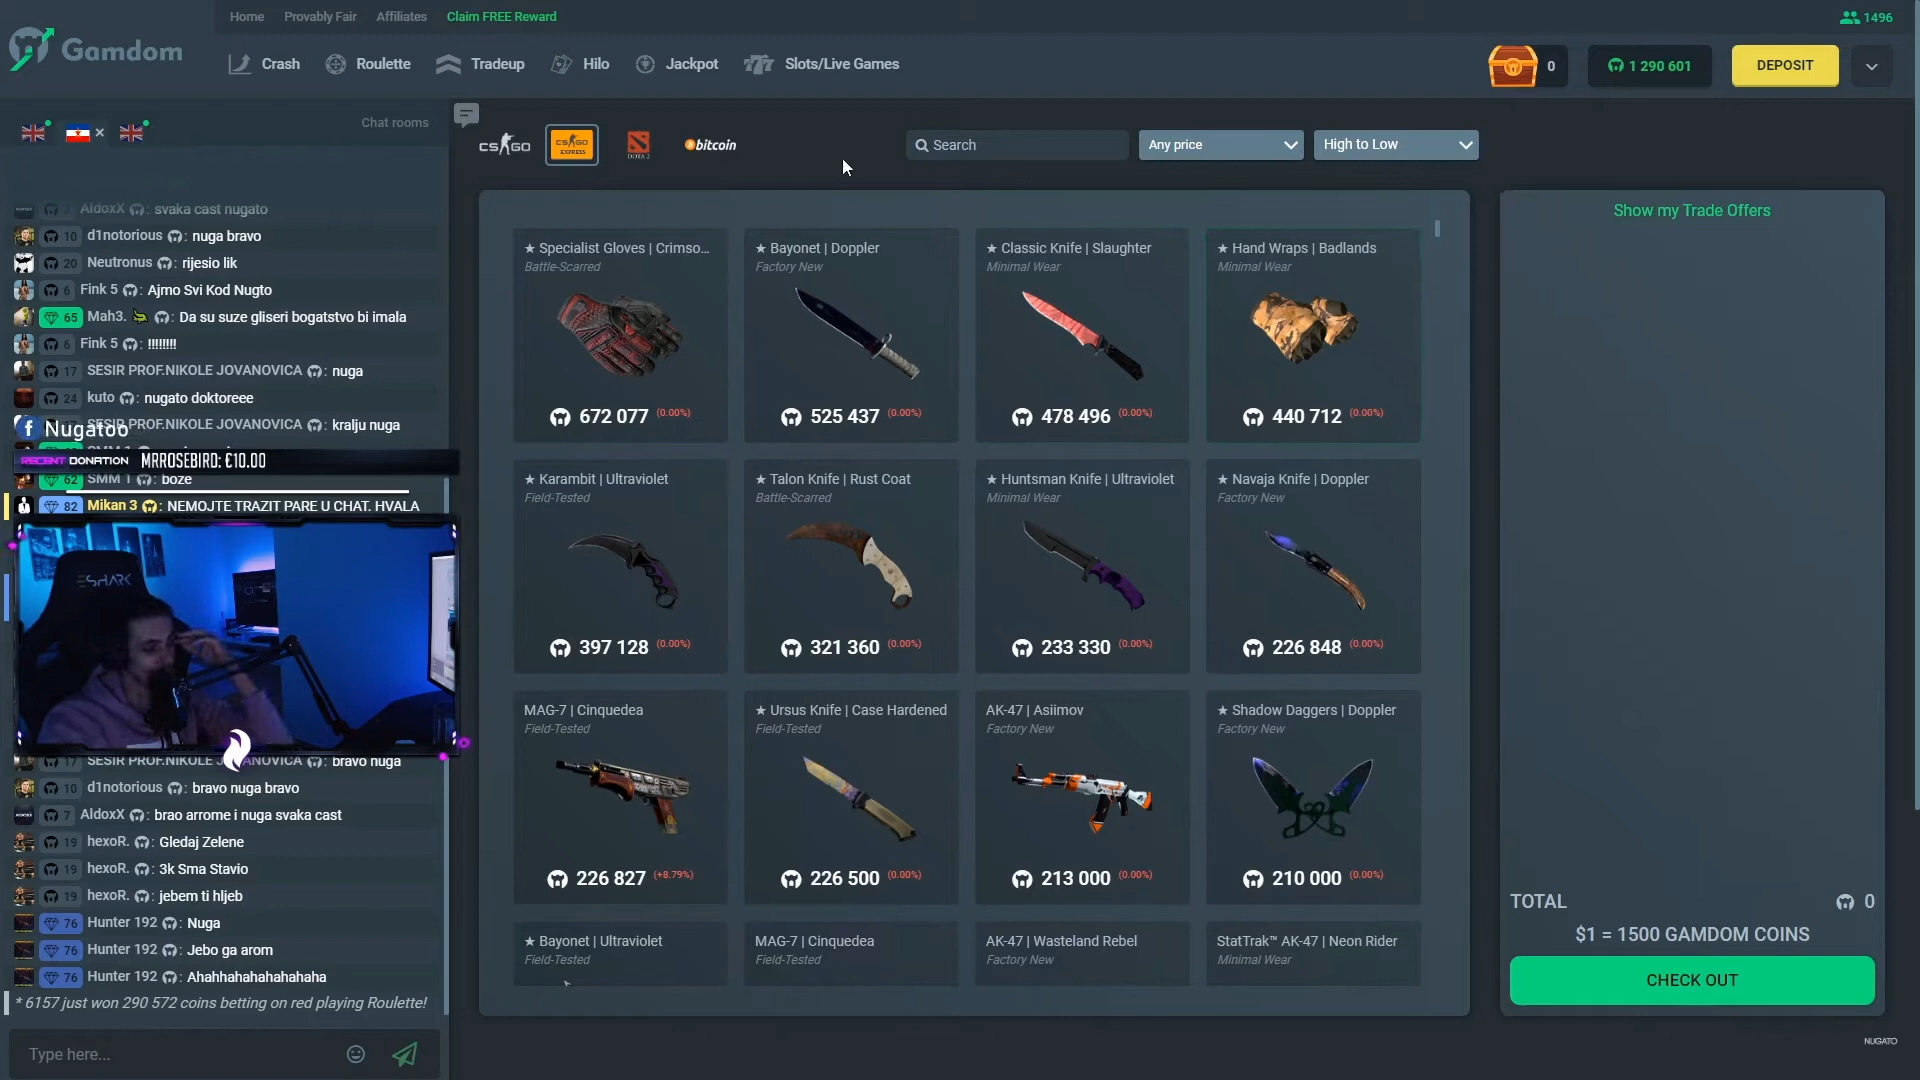 Home Provably Fair Affiliates Claim FREE Reward
1496
Gamdom
Crash Roulette Tradeup Hilo Jackpot Slots/Live Games
0
1 290 601
DEPOSIT
Chat rooms
AldoxX : svaka cast nugato
10 d1notorious : nuga bravo
20 Neutronus : rijesio lik
6 Fink 5 : Ajmo Svi Kod Nugto
65 Mah3. : Da su suze gliseri bogatstvo bi imala
6 Fink 5 : !!!!!!!!
17 SESIR PROF.NIKOLE JOVANOVICA : nuga
24 kuto : nugato doktoreee
SESIR PROF.NIKOLE JOVANOVICA : kralju nuga
Nugatoo
RECENT DONATION MRROSEBIRD: €10.00
62 SMM 1 : boze
82 Mikan 3 : NEMOJTE TRAZIT PARE U CHAT. HVALA
ESHARK
17 SESIR PROF.NIKOLE JOVANOVICA : bravo nuga
10 d1notorious : bravo nuga bravo
7 AldoxX : brao arrome i nuga svaka cast
19 hexoR. : Gledaj Zelene
19 hexoR. : 3k Sma Stavio
19 hexoR. : jebem ti hljeb
76 Hunter 192 : Nuga
76 Hunter 192 : Jebo ga arom
76 Hunter 192 : Ahahhahahahahaha
* 6157 just won 290 572 coins betting on red playing Roulette!
Type here...
CS:GO
CS:GO EXPRESS
DOTA 2
bitcoin
Search
Any price
High to Low
★ Specialist Gloves | Crimso...
Battle-Scarred
672 077 (0.00%)
★ Bayonet | Doppler
Factory New
525 437 (0.00%)
★ Classic Knife | Slaughter
Minimal Wear
478 496 (0.00%)
★ Hand Wraps | Badlands
Minimal Wear
440 712 (0.00%)
★ Karambit | Ultraviolet
Field-Tested
397 128 (0.00%)
★ Talon Knife | Rust Coat
Battle-Scarred
321 360 (0.00%)
★ Huntsman Knife | Ultraviolet
Minimal Wear
233 330 (0.00%)
★ Navaja Knife | Doppler
Factory New
226 848 (0.00%)
MAG-7 | Cinquedea
Field-Tested
226 827 (+8.79%)
★ Ursus Knife | Case Hardened
Field-Tested
226 500 (0.00%)
AK-47 | Asiimov
Factory New
213 000 (0.00%)
★ Shadow Daggers | Doppler
Factory New
210 000 (0.00%)
★ Bayonet | Ultraviolet
Field-Tested
MAG-7 | Cinquedea
Field-Tested
AK-47 | Wasteland Rebel
Factory New
StatTrak™ AK-47 | Neon Rider
Minimal Wear
Show my Trade Offers
TOTAL 0
$1 = 1500 GAMDOM COINS
CHECK OUT
NUGATO